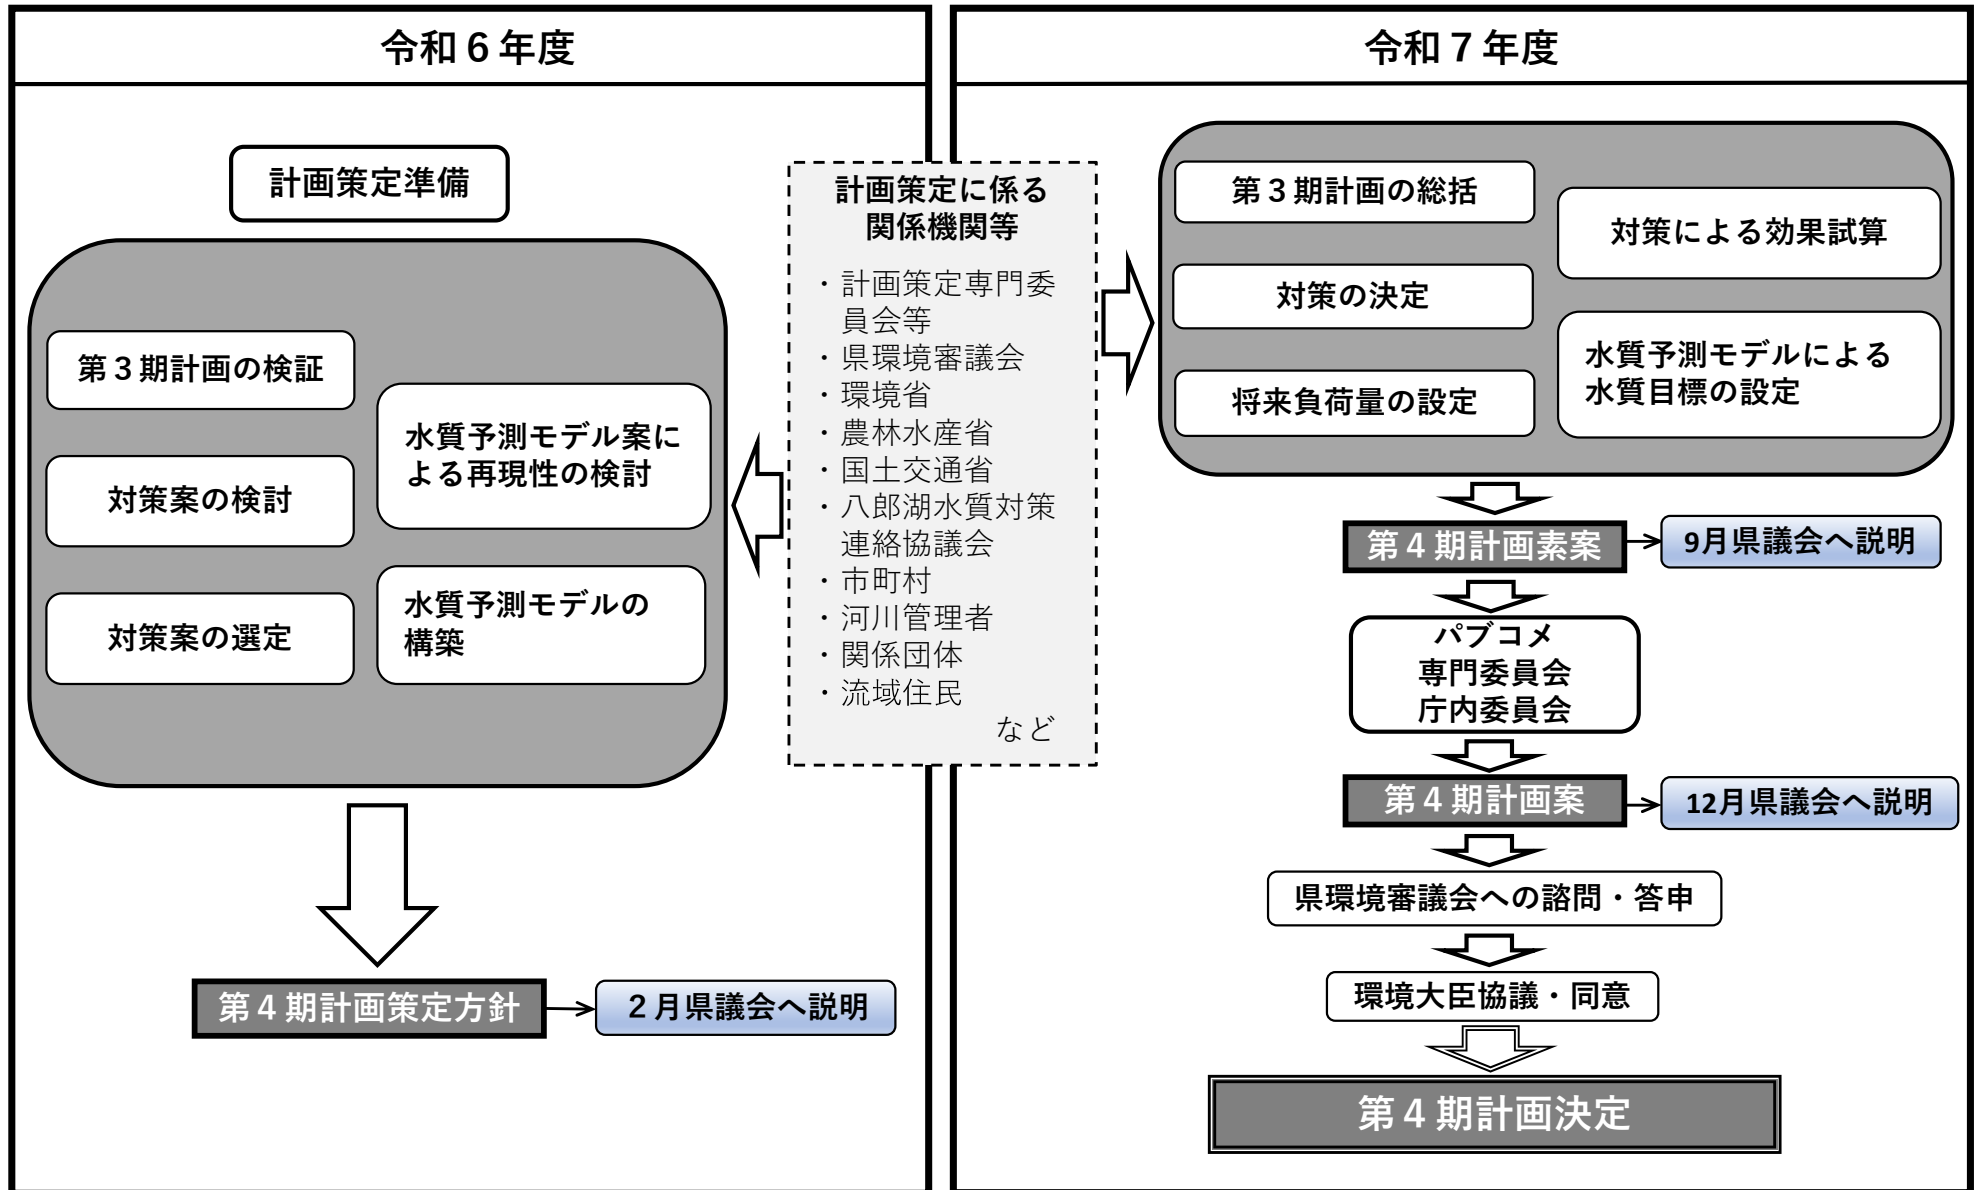 令和６年度
計画策定準備
第３期計画の検証
対策案の検討
対策案の選定
水質予測モデル案に
よる再現性の検討
水質予測モデルの
構築
第４期計画策定方針
２月県議会へ説明
計画策定に係る
関係機関等
・計画策定専門委
員会等
・県環境審議会
・環境省
・農林水産省
・国土交通省
・八郎湖水質対策
連絡協議会
・市町村
・河川管理者
・関係団体
・流域住民
など
令和７年度
第３期計画の総括
対策の決定
将来負荷量の設定
対策による効果試算
水質予測モデルによる
水質目標の設定
第４期計画素案
9月県議会へ説明
パブコメ
専門委員会
庁内委員会
第４期計画案
12月県議会へ説明
県環境審議会への諮問・答申
環境大臣協議・同意
第４期計画決定